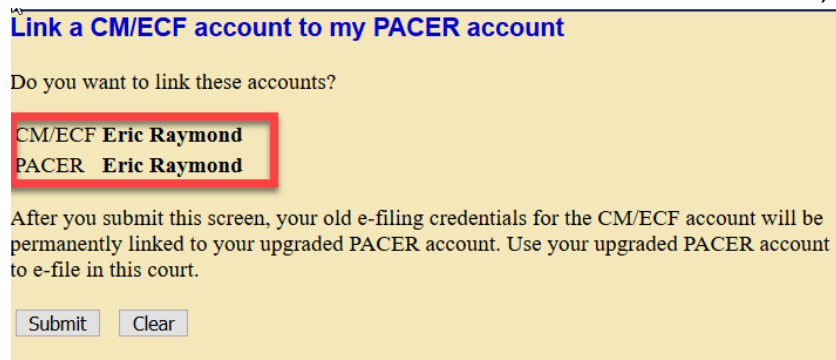 Link a CM/ECF account to my PACER account
Do you want to link these accounts?
CM/ECF Eric Raymond
PACER Eric Raymond
After you submit this screen, your old e-filing credentials for the CM/ECF account will be
permanently linked to your upgraded PACER account. Use your upgraded PACER account
to e-file in this court.
Submit Clear